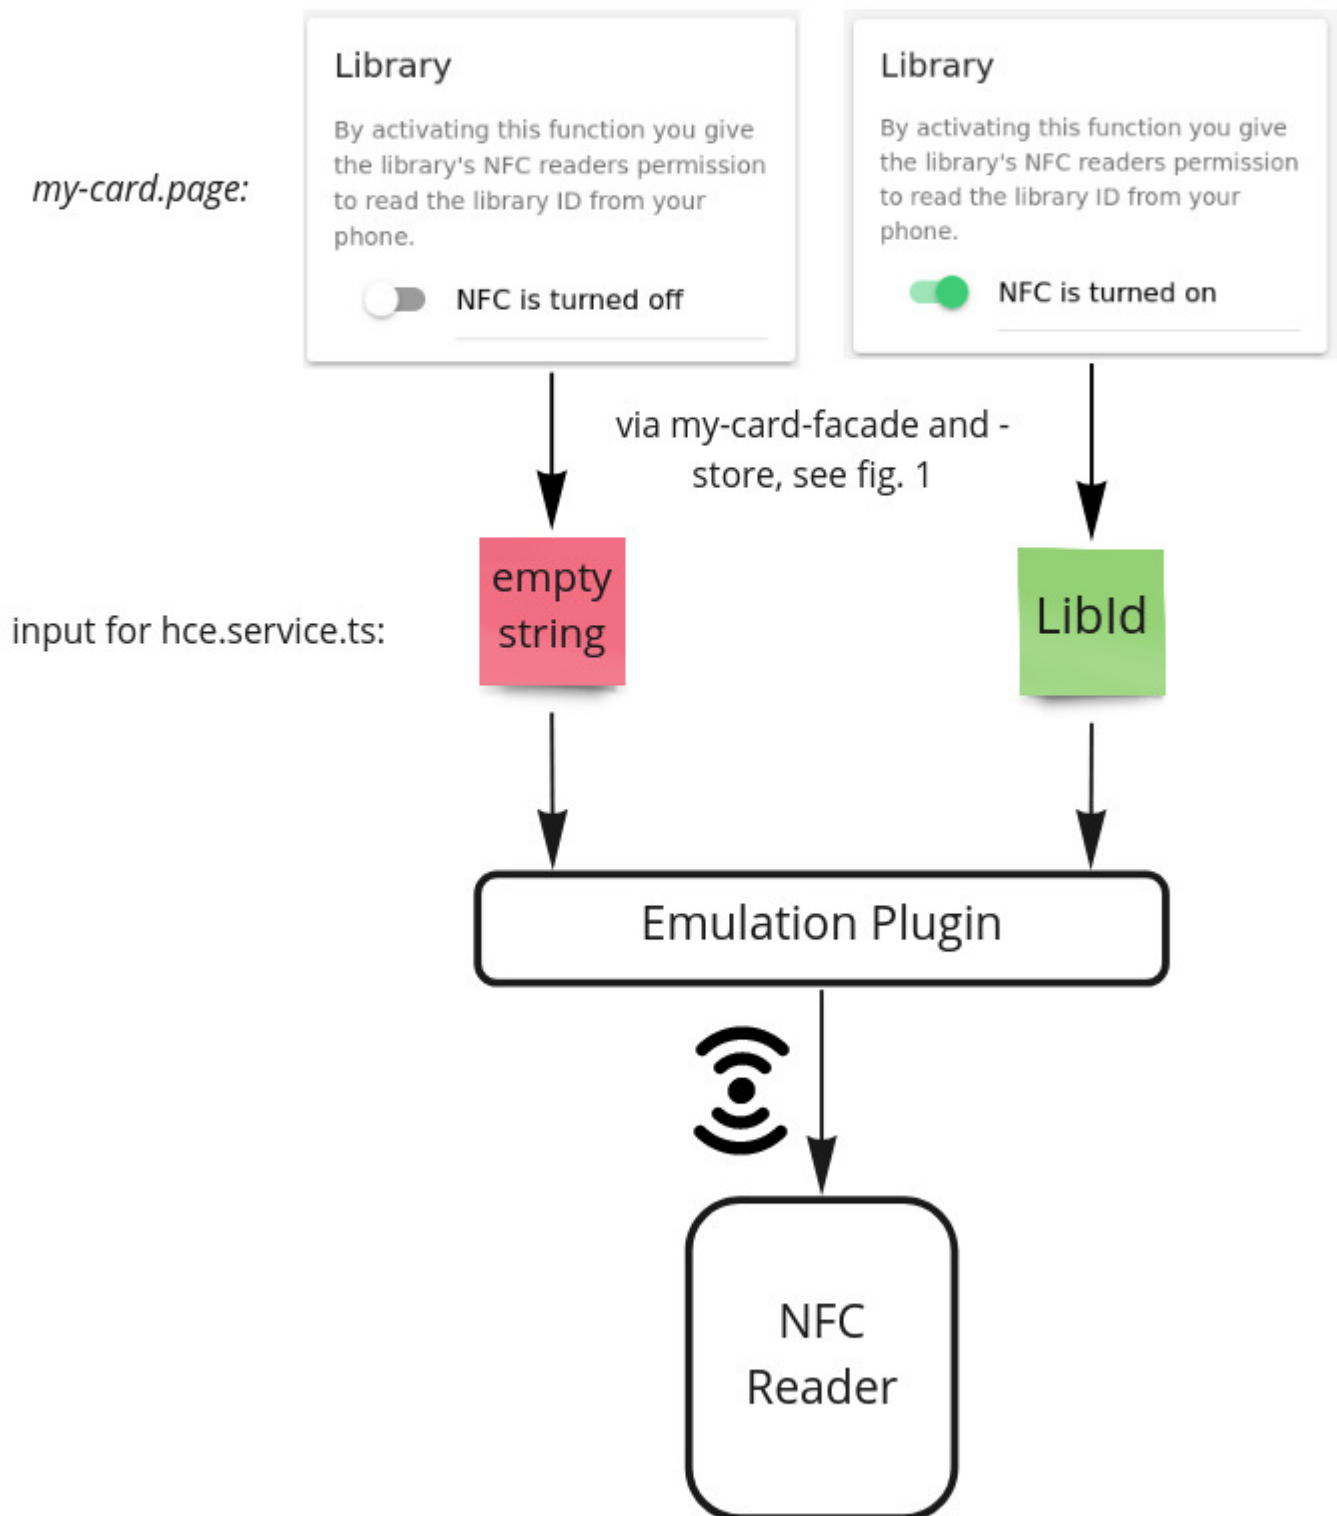 Library
By activating this function you give
the library's NFC readers permission
to read the library ID from your
phone.
NFC is turned off
Library
By activating this function you give
the library's NFC readers permission
to read the library ID from your
phone.
NFC is turned on
my-card.page:
via my-card-facade and -
store, see fig. 1
empty
string
LibId
input for hce.service.ts:
Emulation Plugin
NFC
Reader